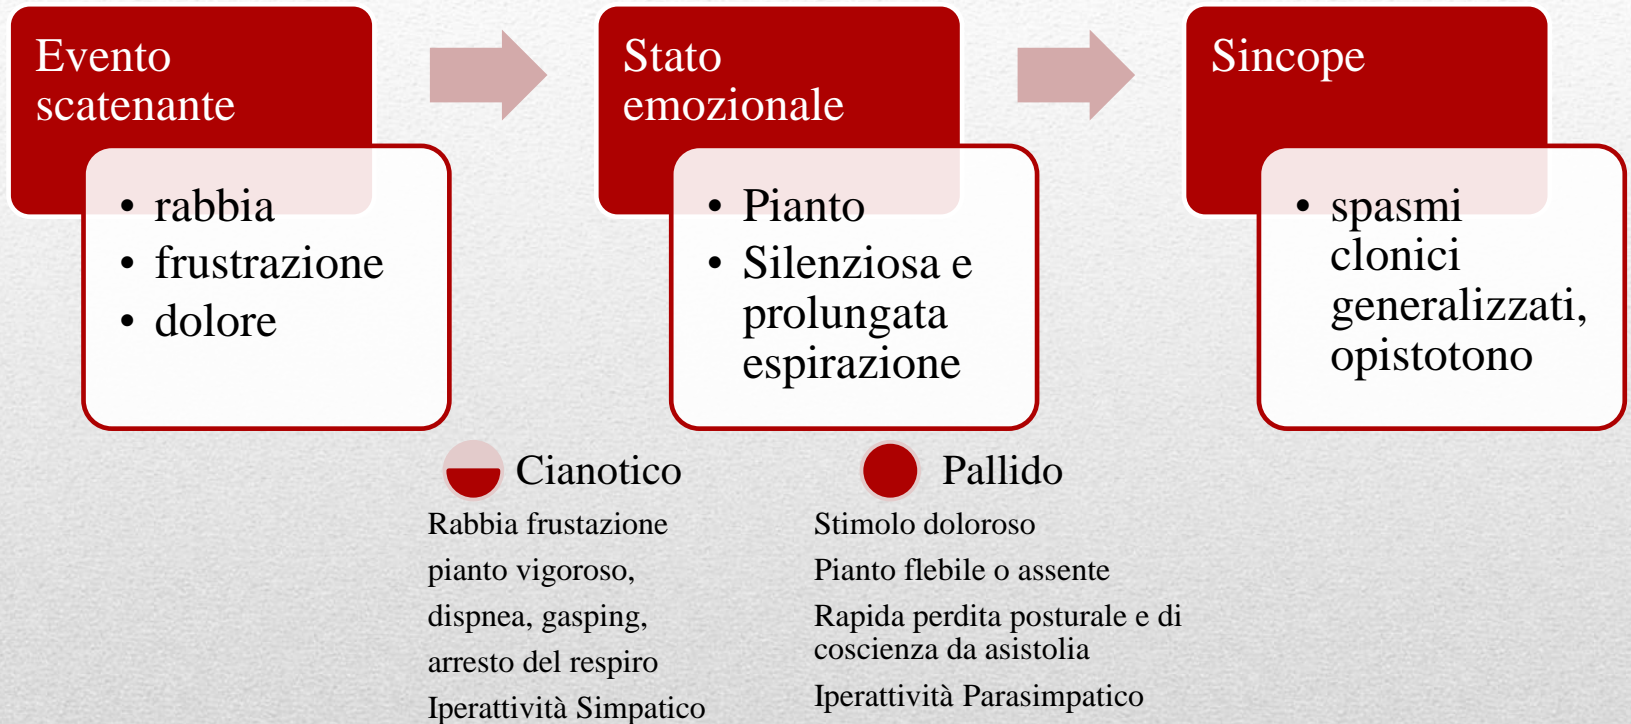 Evento
scatenante
• rabbia
• frustrazione
• dolore
Stato
emozionale
• Pianto
• Silenziosa e
prolungata
espirazione
Sincope
• spasmi
clonici
generalizzati,
opistotono
Cianotico
Rabbia frustazione
pianto vigoroso,
dispnea, gasping,
arresto del respiro
Iperattività Simpatico
Pallido
Stimolo doloroso
Pianto flebile o assente
Rapida perdita posturale e di
coscienza da asistolia
Iperattività Parasimpatico